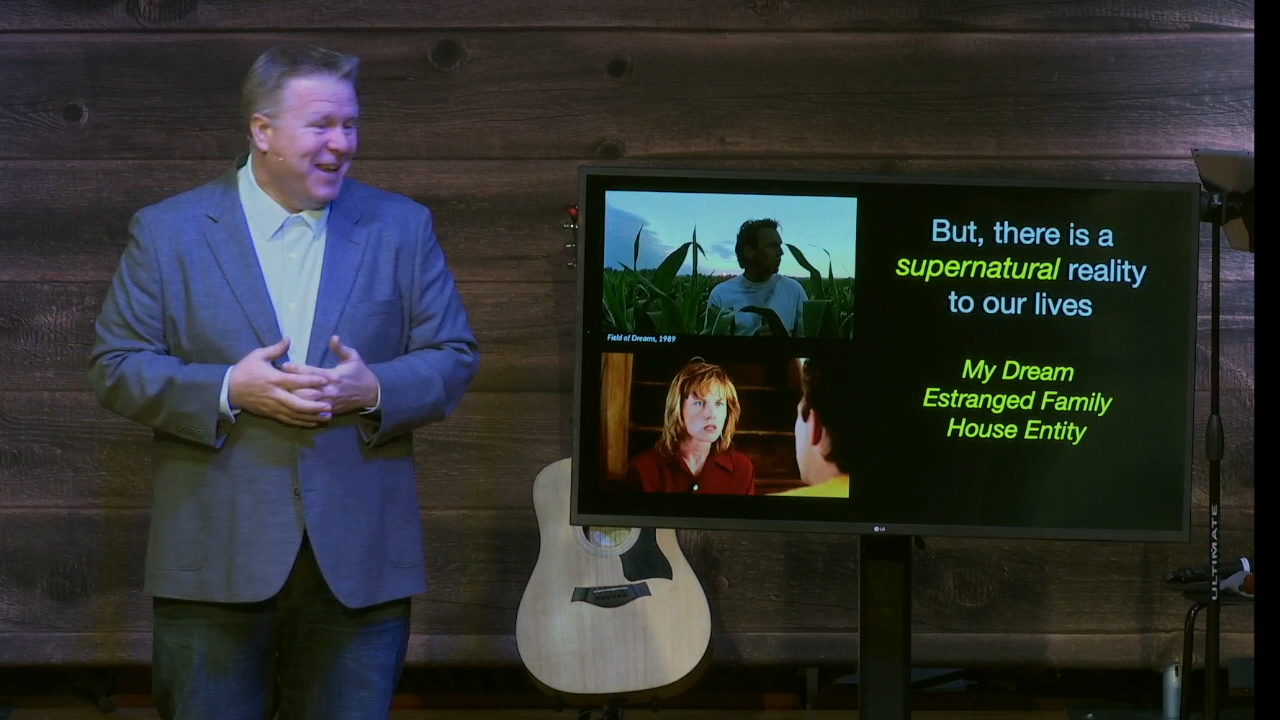 But, there is a
supernatural reality
to our lives
Field of Dreams, 1989
My Dream
Estranged Family
House Entity
LG
ULTIMATE